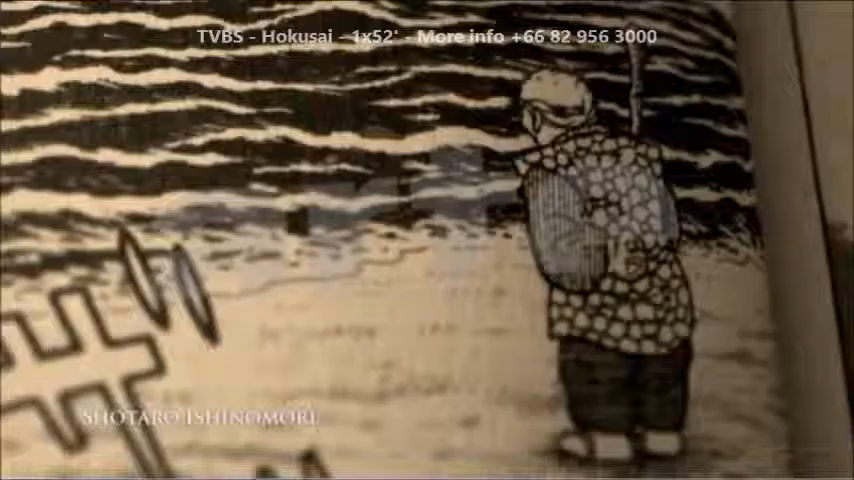 TVBS - Hokusai - 1x52' - More info +66 82 956 3000
SHOTARO ISHINOMORI